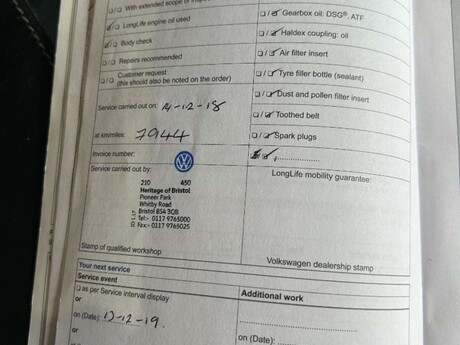 With extended scope of
LongLife engine oil used
Body check
Repairs recommended
Customer request
(this should also be noted on the order)
Service carried out on: 14-12-18
at km/miles: 7944
Invoice number:
Service carried out by:
210 450
Heritage of Bristol
Pioneer Park
Whitby Road
Bristol BS4 3QB
Tel:- 0117 9765000
Fax:- 0117 9765025
Stamp of qualified workshop
Gearbox oil: DSG®, ATF
Haldex coupling: oil
Air filter insert
Tyre filler bottle (sealant)
Dust and pollen filter insert
Toothed belt
Spark plugs
LongLife mobility guarantee:
Volkswagen dealership stamp
Your next service
Service event
as per Service interval display
or
on (Date): 13-12-19.
or
Additional work
or
on (Date):